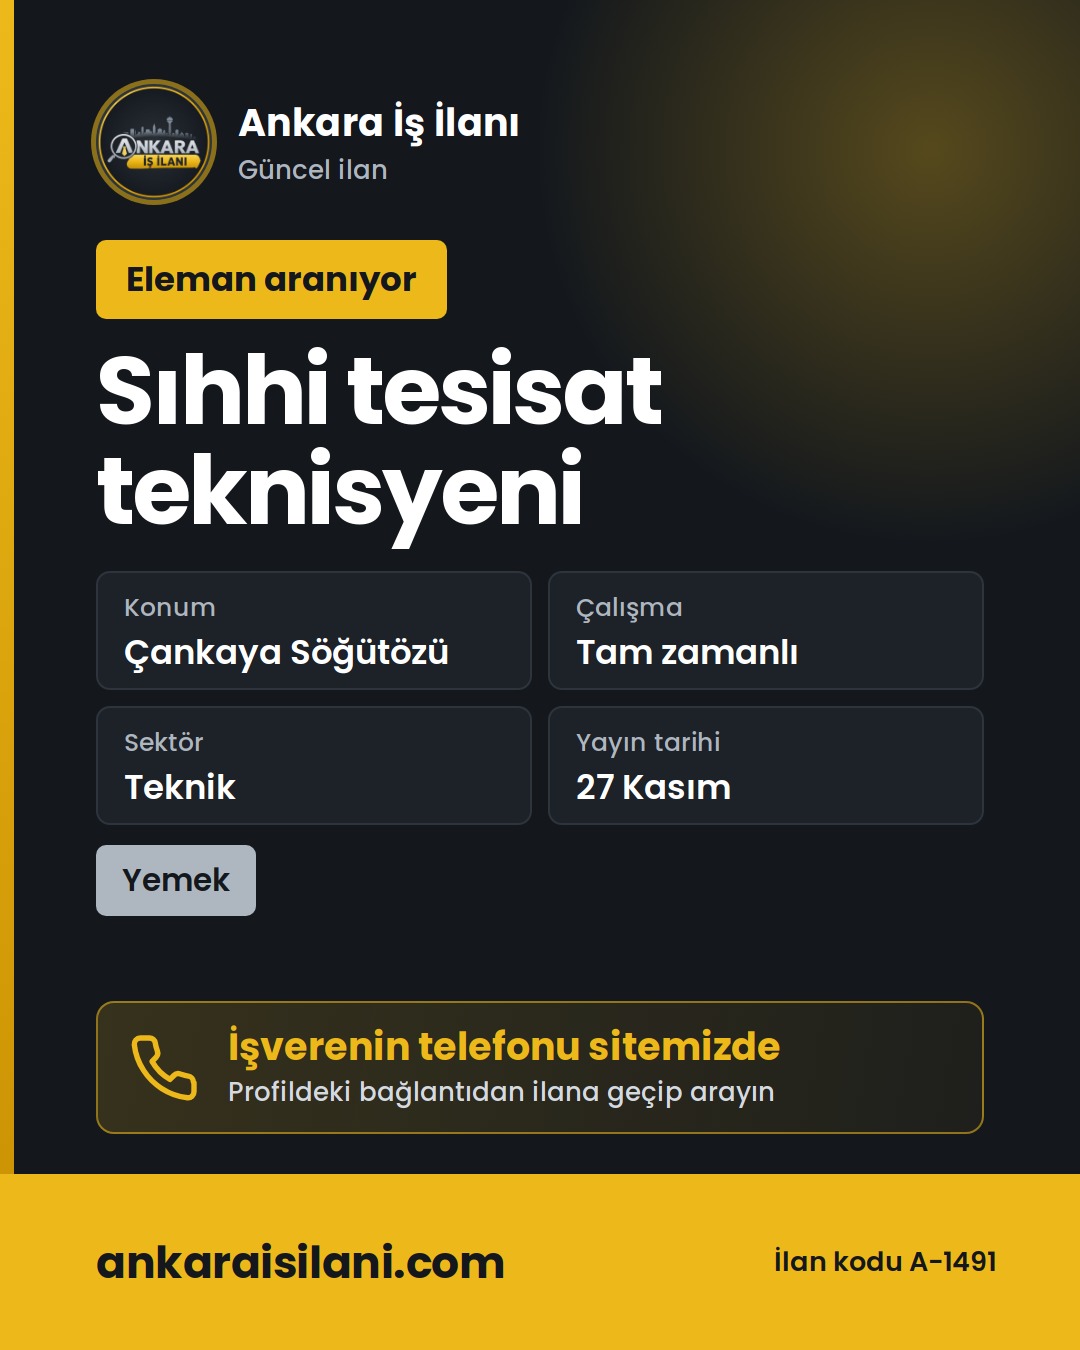 ANKARA
İŞ İLANI
Ankara İş İlanı
Güncel ilan
Eleman aranıyor
Sıhhi tesisat
teknisyeni
Konum
Çankaya Söğütözü
Çalışma
Tam zamanlı
Sektör
Teknik
Yayın tarihi
27 Kasım
Yemek
İşverenin telefonu sitemizde
Profildeki bağlantıdan ilana geçip arayın
ankaraisilani.com
İlan kodu A-1491